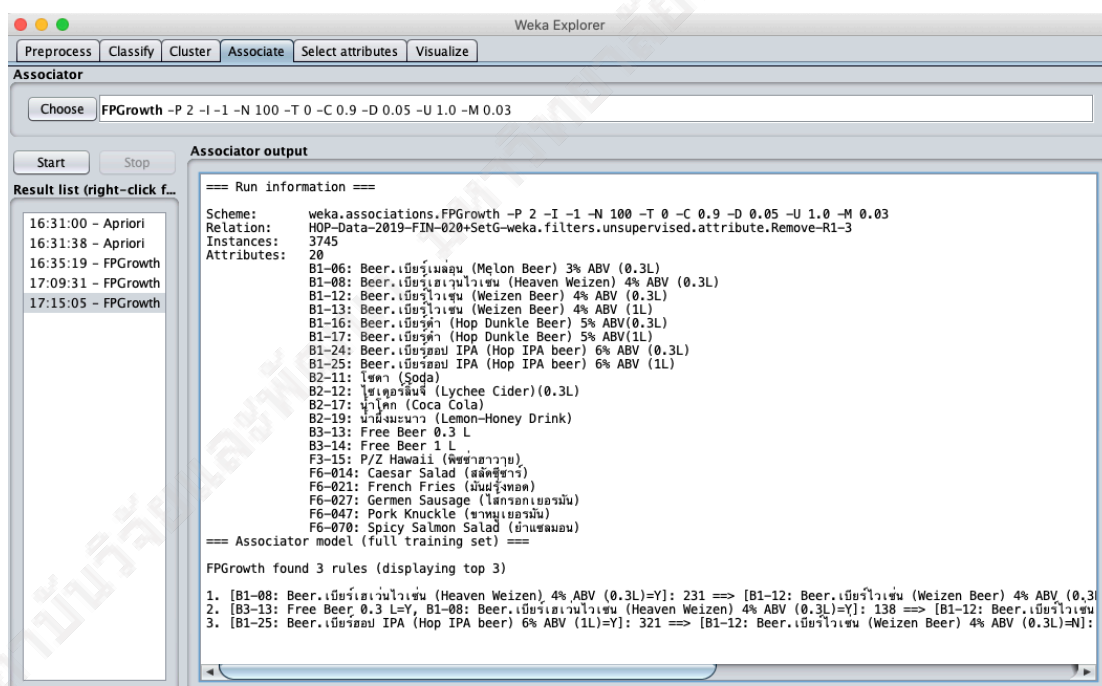 Weka Explorer
Preprocess Classify Cluster Associate Select attributes Visualize
Associator
Choose FPGrowth -P 2 -I -1 -N 100 -T 0 -C 0.9 -D 0.05 -U 1.0 -M 0.03
Start Stop
Associator output
Result list (right-click f...
16:31:00 - Apriori
16:31:38 - Apriori
16:35:19 - FPGrowth
17:09:31 - FPGrowth
17:15:05 - FPGrowth
=== Run information ===
Scheme: weka.associations.FPGrowth -P 2 -I -1 -N 100 -T 0 -C 0.9 -D 0.05 -U 1.0 -M 0.03
Relation: HOP-Data-2019-FIN-020+SetG-weka.filters.unsupervised.attribute.Remove-R1-3
Instances: 3745
Attributes: 20
B1-06: Beer.เบียร์เมล่อน (Melon Beer) 3% ABV (0.3L)
B1-08: Beer.เบียร์เฮเว่นไวเซ่น (Heaven Weizen) 4% ABV (0.3L)
B1-12: Beer.เบียร์ไวเซ่น (Weizen Beer) 4% ABV (0.3L)
B1-13: Beer.เบียร์ไวเซ่น (Weizen Beer) 4% ABV (1L)
B1-16: Beer.เบียร์ดำ (Hop Dunkle Beer) 5% ABV(0.3L)
B1-17: Beer.เบียร์ดำ (Hop Dunkle Beer) 5% ABV(1L)
B1-24: Beer.เบียร์ฮอป IPA (Hop IPA beer) 6% ABV (0.3L)
B1-25: Beer.เบียร์ฮอป IPA (Hop IPA beer) 6% ABV (1L)
B2-11: โซดา (Soda)
B2-12: ไซเดอร์ลิ้นจี่ (Lychee Cider)(0.3L)
B2-17: น้ำโคก (Coca Cola)
B2-19: น้ำผึ้งมะนาว (Lemon-Honey Drink)
B3-13: Free Beer 0.3 L
B3-14: Free Beer 1 L
F3-15: P/Z Hawaii (พิซซ่าฮาวาย)
F6-014: Caesar Salad (สลัดซีซาร์)
F6-021: French Fries (มันฝรั่งทอด)
F6-027: Germen Sausage (ไส้กรอกเยอรมัน)
F6-047: Pork Knuckle (ขาหมูเยอรมัน)
F6-070: Spicy Salmon Salad (ยำแซลมอน)
=== Associator model (full training set) ===
FPGrowth found 3 rules (displaying top 3)
1. [B1-08: Beer.เบียร์เฮเว่นไวเซ่น (Heaven Weizen) 4% ABV (0.3L)=Y]: 231 ==> [B1-12: Beer.เบียร์ไวเซ่น (Weizen Beer) 4% ABV (0.3
2. [B3-13: Free Beer 0.3 L=Y, B1-08: Beer.เบียร์เฮเว่นไวเซ่น (Heaven Weizen) 4% ABV (0.3L)=Y]: 138 ==> [B1-12: Beer.เบียร์ไวเซ่น
3. [B1-25: Beer.เบียร์ฮอป IPA (Hop IPA beer) 6% ABV (1L)=Y]: 321 ==> [B1-12: Beer.เบียร์ไวเซ่น (Weizen Beer) 4% ABV (0.3L)=N]: